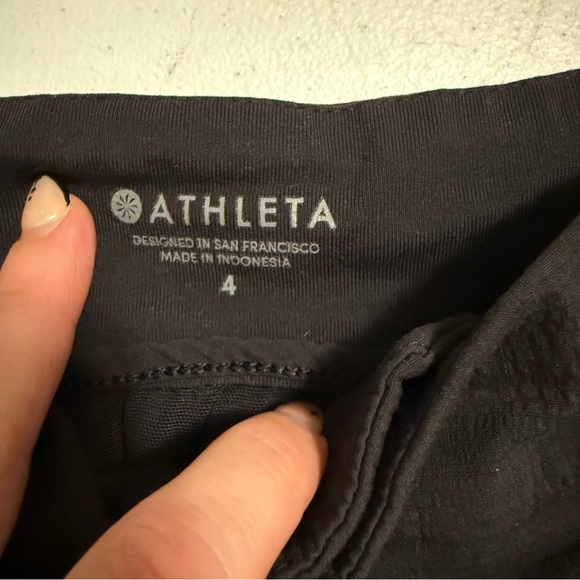 ATHLETA
DESIGNED IN SAN FRANCISCO
MADE IN INDONESIA
4